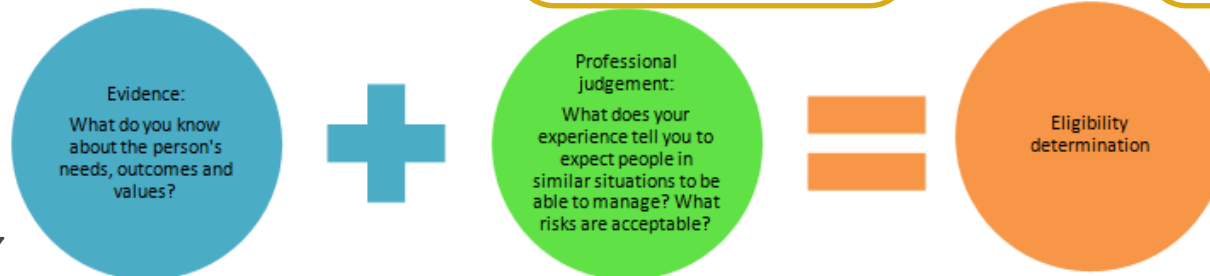 Evidence:
What do you know
about the person's
needs, outcomes and
values?
Professional
judgement:
What does your
experience tell you to
expect people in
similar situations to be
able to manage? What
risks are acceptable?
Eligibility
determination